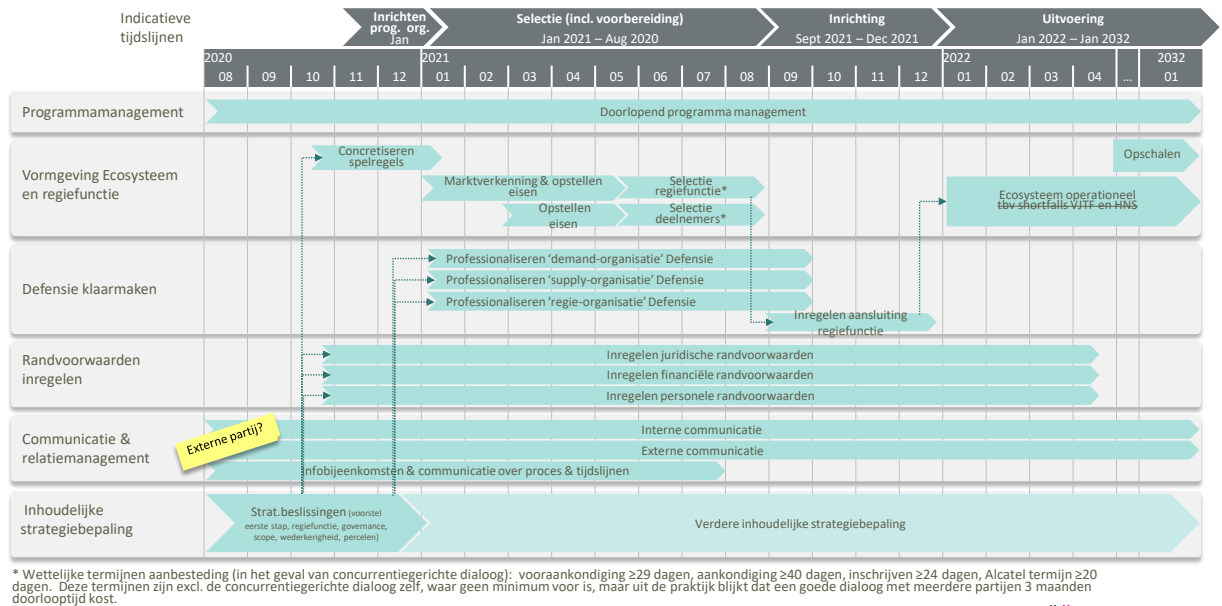 Indicatieve
tijdslijnen
Inrichten
prog. org.
Jan
Selectie (incl. voorbereiding)
Jan 2021 – Aug 2020
Inrichting
Sept 2021 – Dec 2021
Uitvoering
Jan 2022 – Jan 2032
2020 2021 2022 2032
08 09 10 11 12 01 02 03 04 05 06 07 08 09 10 11 12 01 02 03 04 ... 01
Programmamanagement
Doorlopend programma management
Vormgeving Ecosysteem
en regiefunctie
Concretiseren
spelregels
Opschalen
Marktverkenning & opstellen
eisen
Selectie
regiefunctie*
Opstellen
eisen
Selectie
deelnemers*
Ecosysteem operationeel
tbv shortfalls VJTF en HNS
Defensie klaarmaken
Professionaliseren ‘demand-organisatie’ Defensie
Professionaliseren ‘supply-organisatie’ Defensie
Professionaliseren ‘regie-organisatie’ Defensie
Inregelen aansluiting
regiefunctie
Randvoorwaarden
inregelen
Inregelen juridische randvoorwaarden
Inregelen financiële randvoorwaarden
Inregelen personele randvoorwaarden
Externe partij?
Communicatie &
relatiemanagement
Interne communicatie
Externe communicatie
Infobijeenkomsten & communicatie over proces & tijdslijnen
Inhoudelijke
strategiebepaling
Strat.beslissingen (voorstel
eerste stap, regiefunctie, governance,
scope, wederkerigheid, percelen)
Verdere inhoudelijke strategiebepaling
* Wettelijke termijnen aanbesteding (in het geval van concurrentiegerichte dialoog): vooraankondiging ≥29 dagen, aankondiging ≥40 dagen, inschrijven ≥24 dagen, Alcatel termijn ≥20
dagen. Deze termijnen zijn excl. de concurrentiegerichte dialoog zelf, waar geen minimum voor is, maar uit de praktijk blijkt dat een goede dialoog met meerdere partijen 3 maanden
doorlooptijd kost.